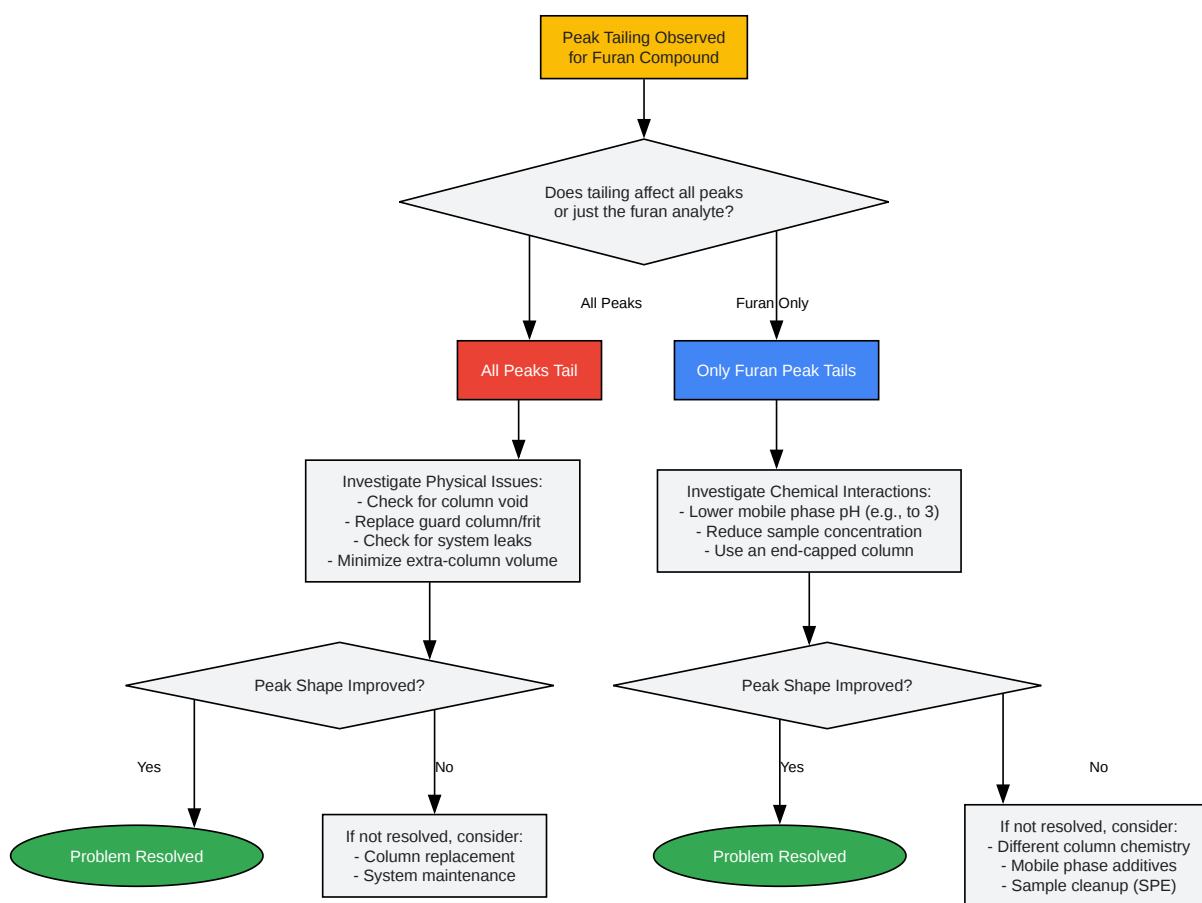 Peak Tailing Observed
for Furan Compound
Does tailing affect all peaks
or just the furan analyte?
All Peaks
Furan Only
All Peaks Tail
Only Furan Peak Tails
Investigate Physical Issues:
- Check for column void
- Replace guard column/frit
- Check for system leaks
- Minimize extra-column volume
Investigate Chemical Interactions:
- Lower mobile phase pH (e.g., to 3)
- Reduce sample concentration
- Use an end-capped column
Peak Shape Improved?
Peak Shape Improved?
Yes
No
Yes
No
Problem Resolved
If not resolved, consider:
- Column replacement
- System maintenance
Problem Resolved
If not resolved, consider:
- Different column chemistry
- Mobile phase additives
- Sample cleanup (SPE)